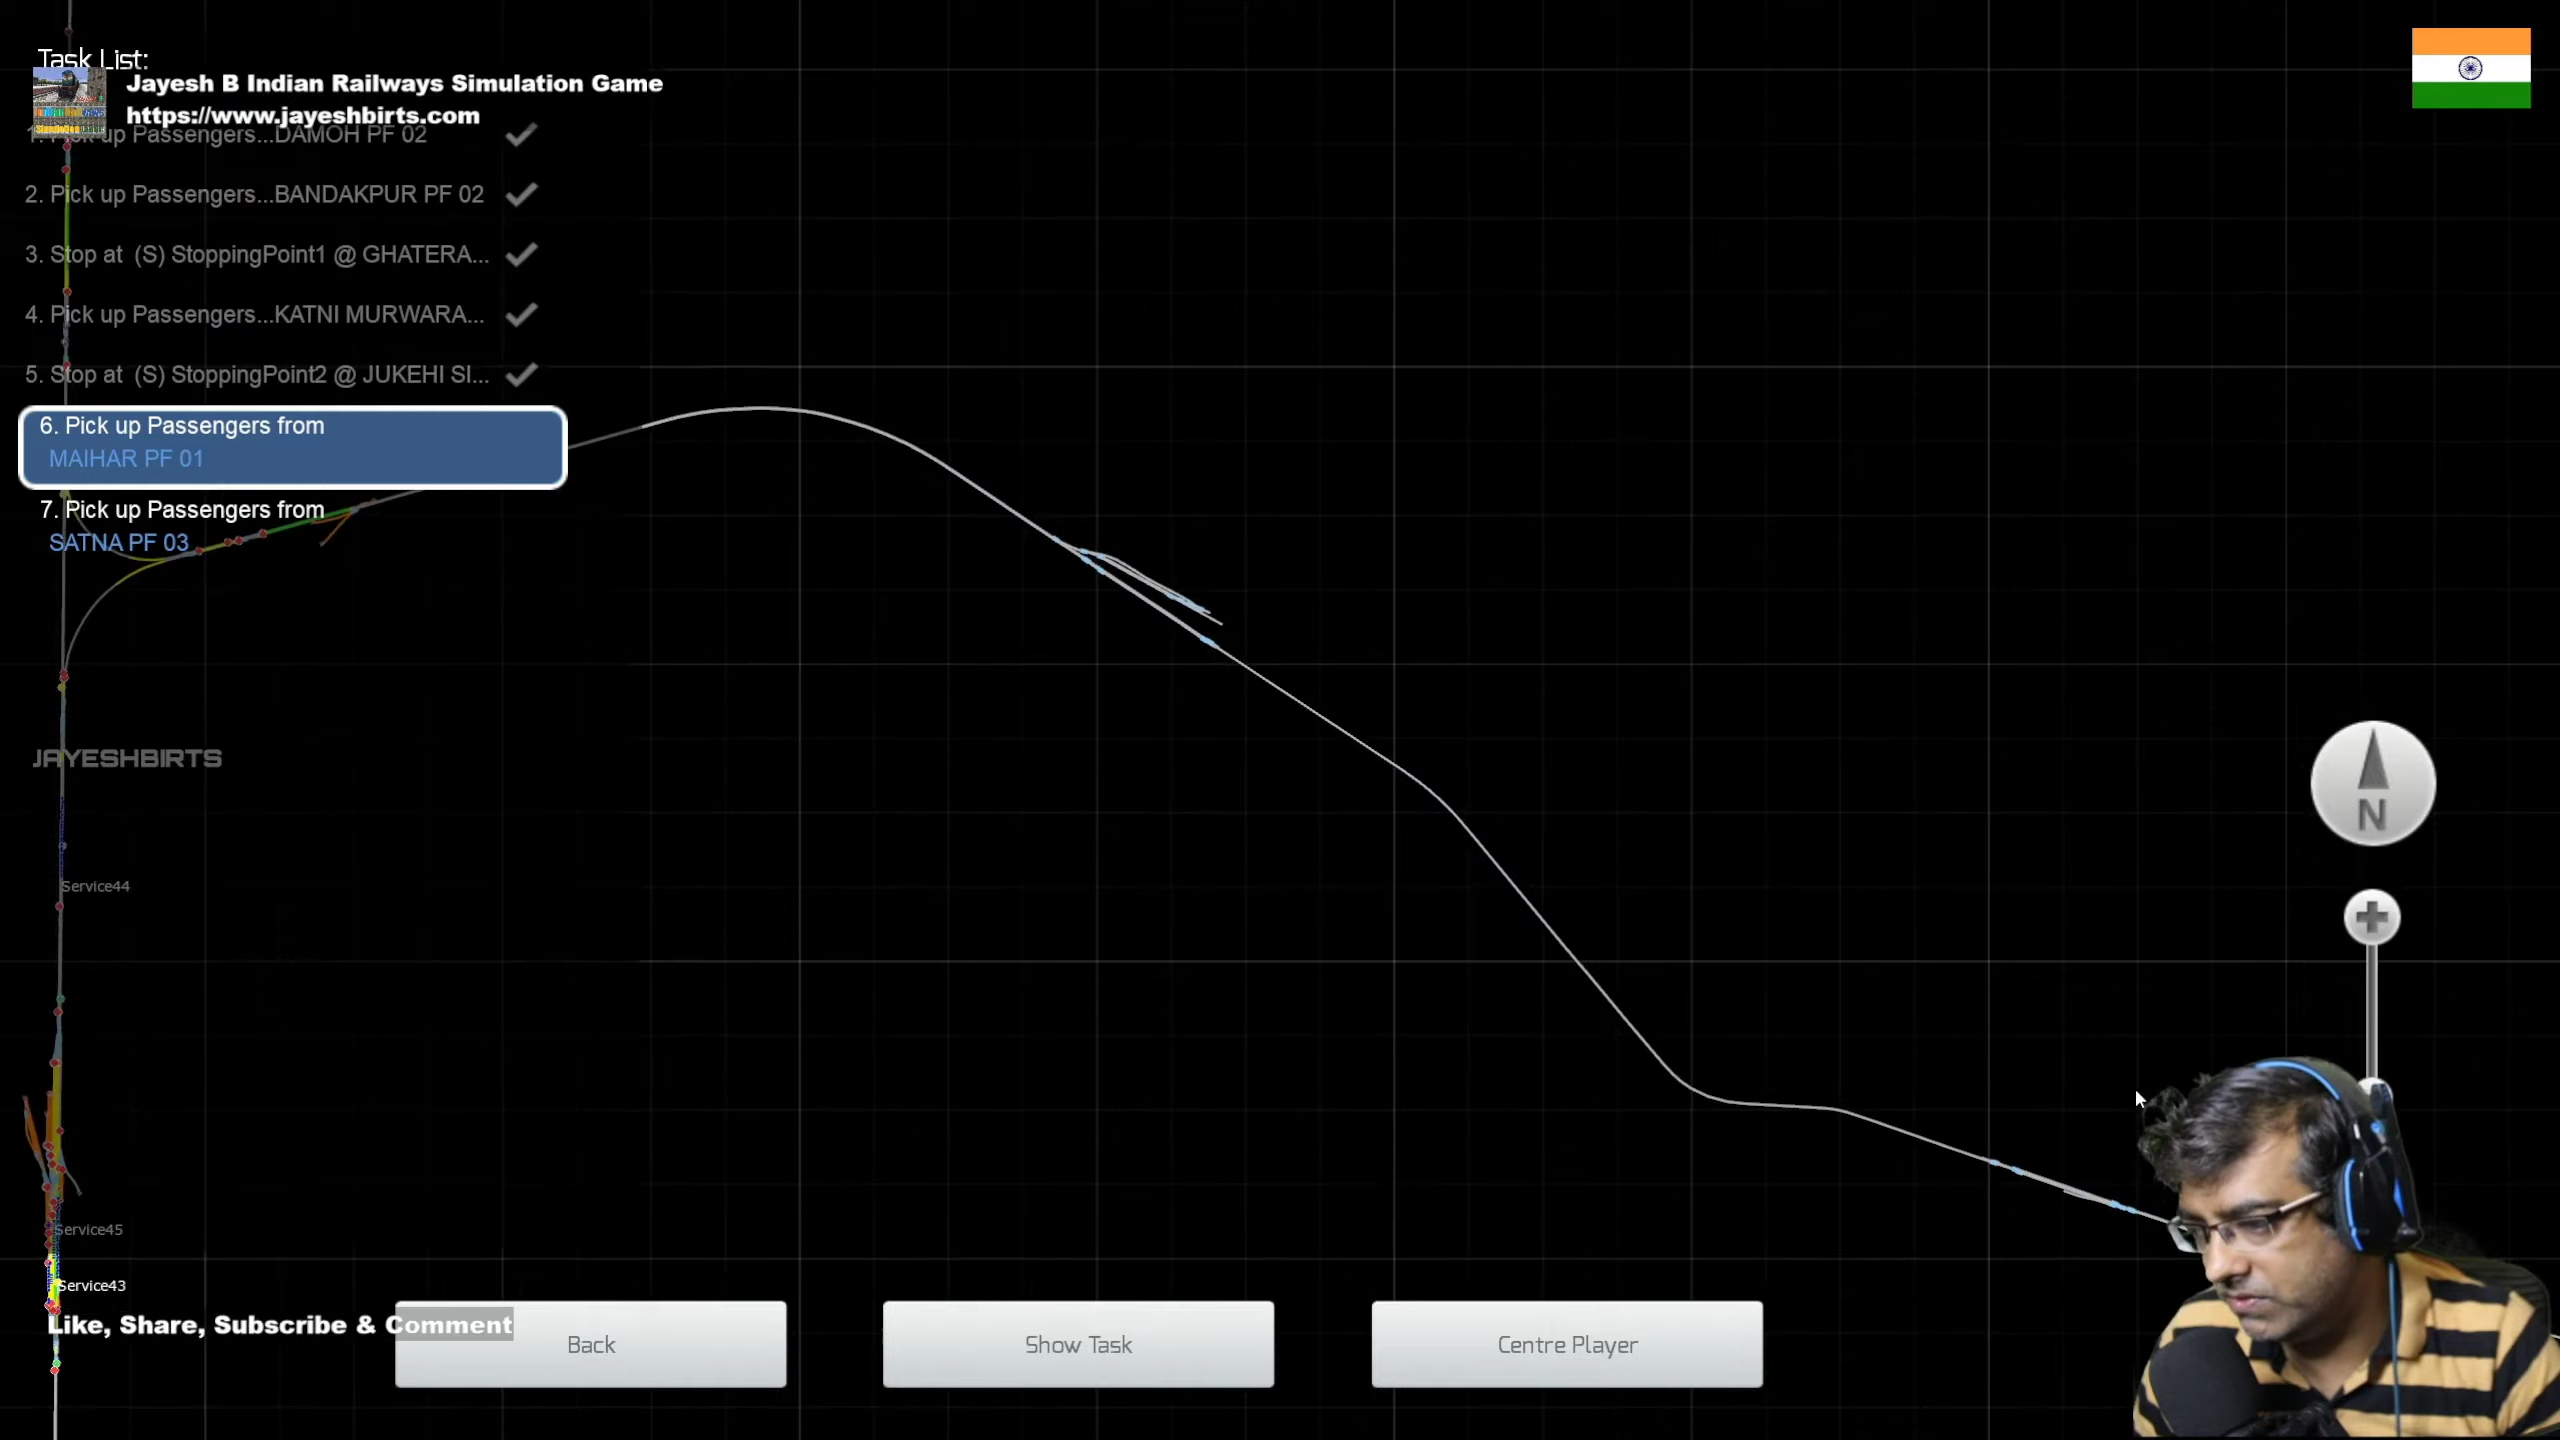 Task List:
Jayesh B Indian Railways Simulation Game
https://www.jayeshbirts.com
1. Pick up Passengers...DAMOH PF 02
2. Pick up Passengers...BANDAKPUR PF 02
3. Stop at (S) StoppingPoint1 @ GHATERA...
4. Pick up Passengers...KATNI MURWARA...
5. Stop at (S) StoppingPoint2 @ JUKEHI SI...
6. Pick up Passengers from
MAIHAR PF 01
7. Pick up Passengers from
SATNA PF 03
JAYESHBIRTS
N
Service44
Service45
Service43
Like, Share, Subscribe & Comment
Back
Show Task
Centre Player